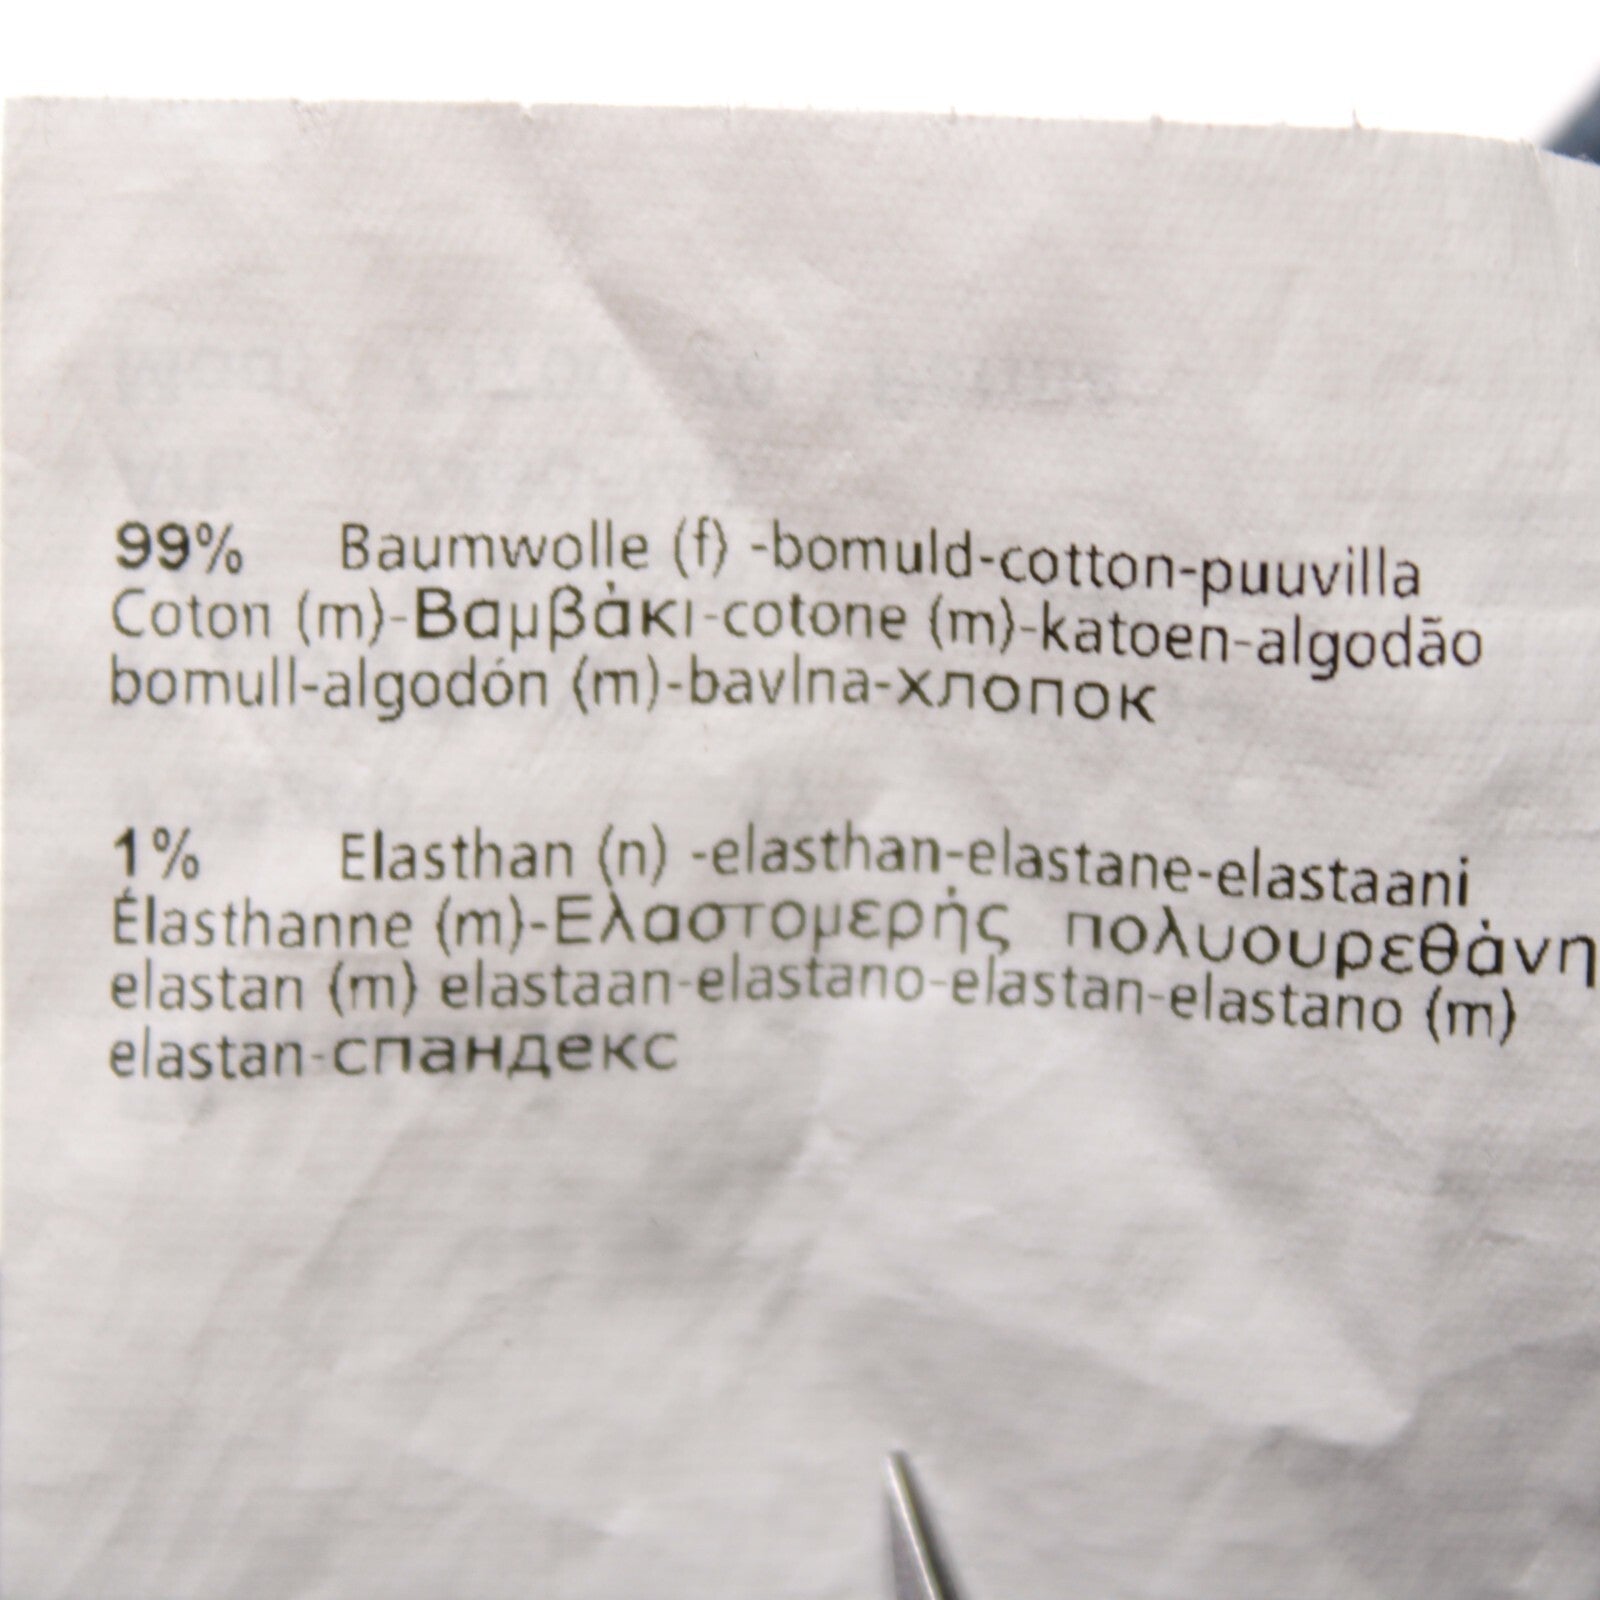 99% Baumwolle (f) -bomuld-cotton-puuvilla
Coton (m)-Βαμβάκι-cotone (m)-katoen-algodão
bomull-algodón (m)-bavlna-хлопок
1% Elasthan (n) -elasthan-elastane-elastaani
Élasthanne (m)-Ελαστομερής πολυουρεθάνη
elastan (m) elastaan-elastano-elastan-elastano (m)
elastan-спандекс